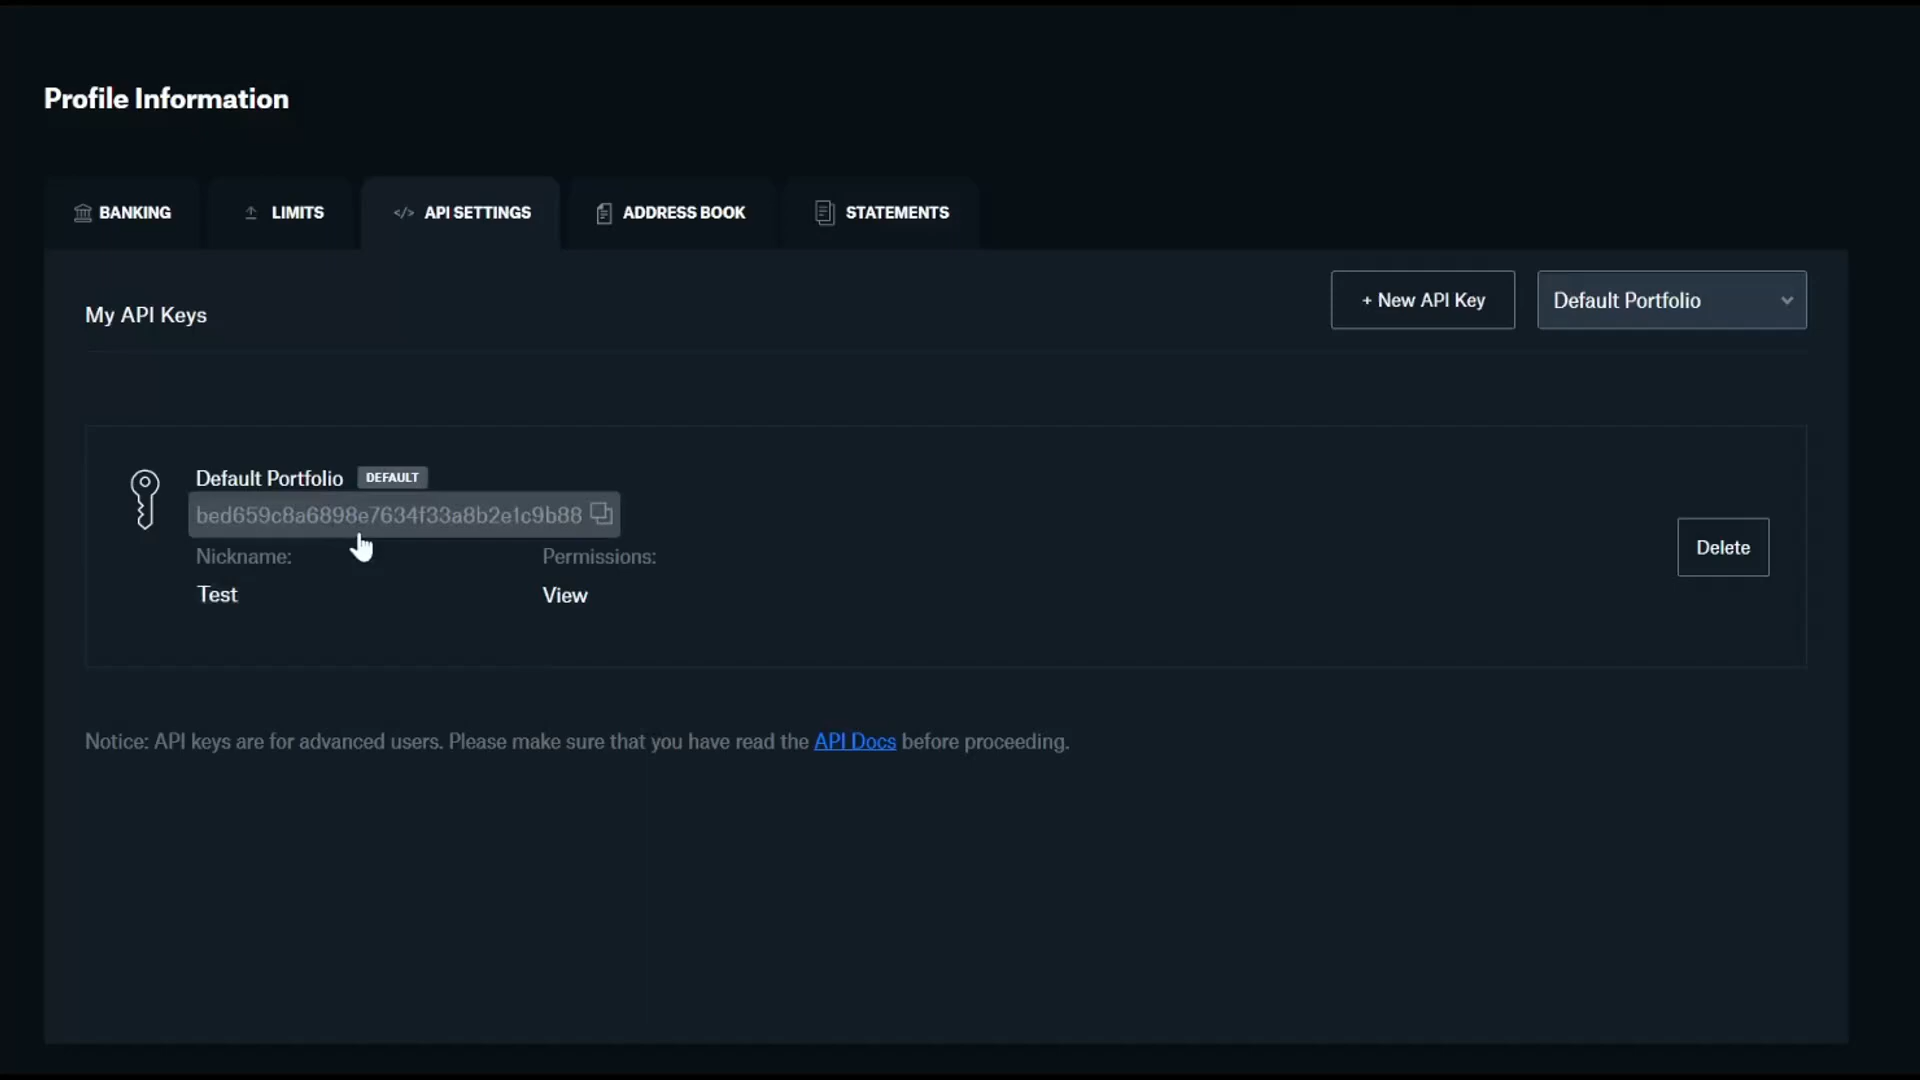 Profile Information
BANKING
LIMITS
</> API SETTINGS
ADDRESS BOOK
STATEMENTS
My API Keys
+ New API Key
Default Portfolio
Default Portfolio DEFAULT
bed659c8a6898e7634f33a8b2e1c9b88
Nickname:
Permissions:
Test
View
Delete
Notice: API keys are for advanced users. Please make sure that you have read the API Docs before proceeding.